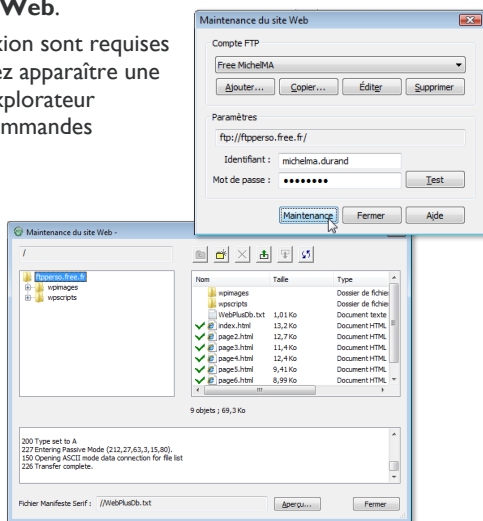 Web.
xion sont requises
ez apparaître une
xplorateur
mmandes
Maintenance du site Web
Compte FTP
Free MichelMA
Ajouter... Copier... Éditer Supprimer
Paramètres
ftp://ftpperso.free.fr/
Identifiant : michelma.durand
Mot de passe : ●●●●●●●● Test
Maintenance Fermer Aide
Maintenance du site Web -
/
ftpperso.free.fr
wpimages
wpscripts
Nom Taille Type
wpimages Dossier de fichie
wpscripts Dossier de fichie
WebPlusDb.txt 1,01 Ko Document texte
index.html 13,2 Ko Document HTML
page2.html 12,7 Ko Document HTML
page3.html 11,4 Ko Document HTML
page4.html 12,4 Ko Document HTML
page5.html 9,41 Ko Document HTML
page6.html 8,99 Ko Document HTML
9 objets ; 69,3 Ko
200 Type set to A
227 Entering Passive Mode (212,27,63,3,15,80).
150 Opening ASCII mode data connection for file list
226 Transfer complete.
Fichier Manifeste Serif : //WebPlusDb.txt Aperçu... Fermer